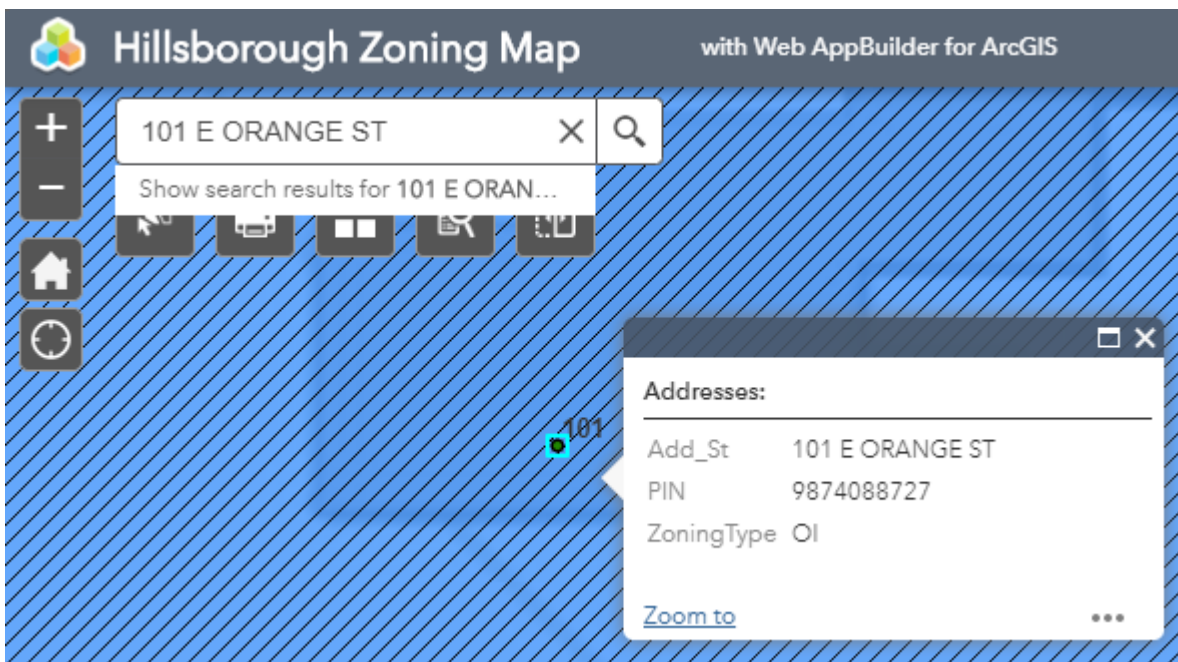 Hillsborough Zoning Map with Web AppBuilder for ArcGIS
101 E ORANGE ST
Show search results for 101 E ORAN...
101
Addresses:
Add_St 101 E ORANGE ST
PIN 9874088727
ZoningType OI
Zoom to